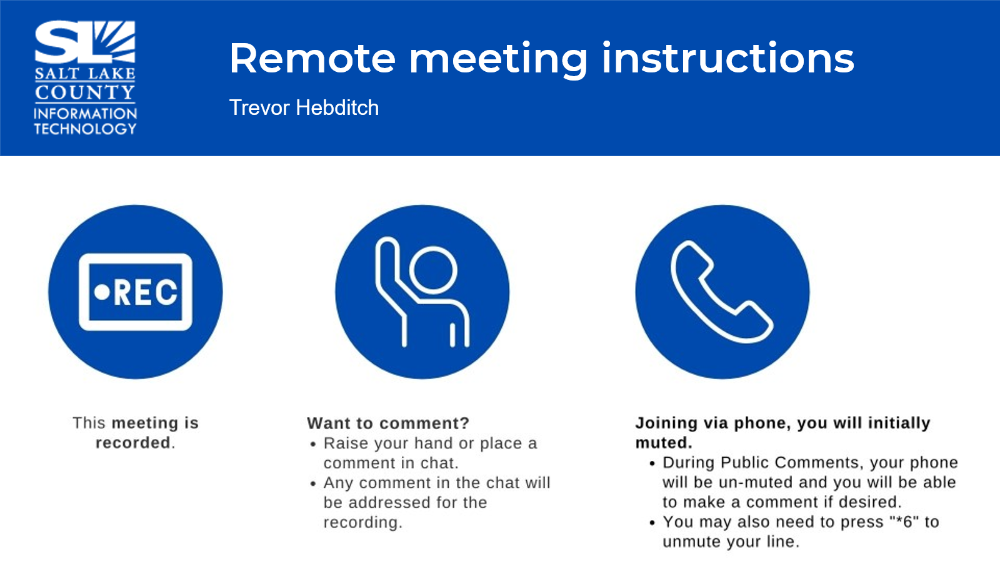 SL
SALT LAKE
COUNTY
INFORMATION
TECHNOLOGY
Remote meeting instructions
Trevor Hebditch
•REC
This meeting is
recorded.
Want to comment?
• Raise your hand or place a
comment in chat.
• Any comment in the chat will
be addressed for the
recording.
Joining via phone, you will initially
muted.
• During Public Comments, your phone
will be un-muted and you will be able
to make a comment if desired.
• You may also need to press "*6" to
unmute your line.